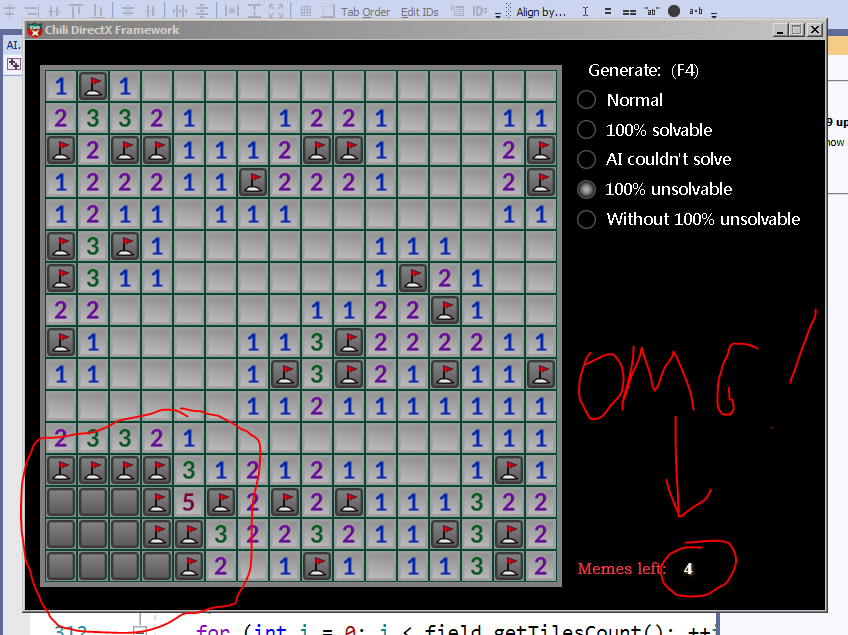 Tab Order Edit IDs ID: Align by... "ab" a·b
AI.
Chili DirectX Framework
1 1
2 3 3 2 1 1 2 2 1 1 1
2 1 1 1 2 1 2
1 2 2 2 1 1 2 2 2 1 2
1 2 1 1 1 1 1 1 1
3 1 1 1 1
3 1 1 1 2 1
2 2 1 1 2 2 1
1 1 1 3 2 2 2 2 1 1
1 1 1 3 2 1 1 1
1 1 2 1 1 1 1 1 1 1
2 3 3 2 1 1 1 1
3 1 2 1 2 1 1 1 1
5 2 2 1 1 1 3 2 2
3 2 2 3 2 1 1 3 2
2 1 1 1 1 3 2
Generate: (F4)
Normal
100% solvable
AI couldn't solve
100% unsolvable
Without 100% unsolvable
OMG!
Memes left: 4
9 up
312 for (int i = 0; i < field.getTilesCount(); ++i